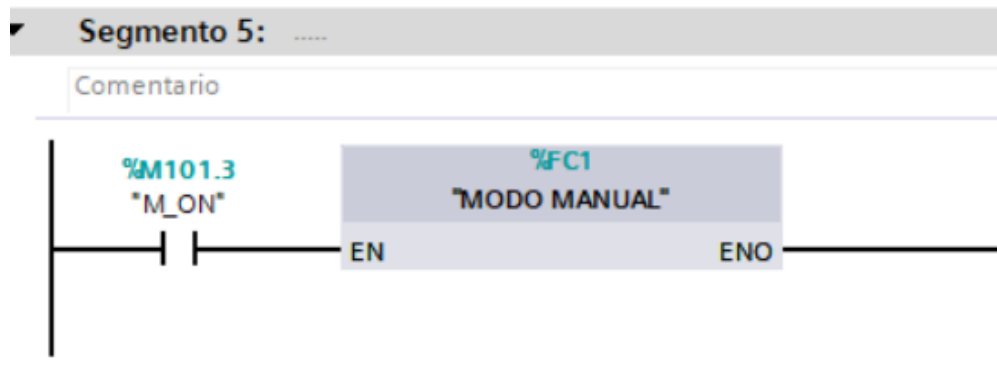 Segmento 5: .....
Comentario
%M101.3
"M_ON"
%FC1
"MODO MANUAL"
EN ENO